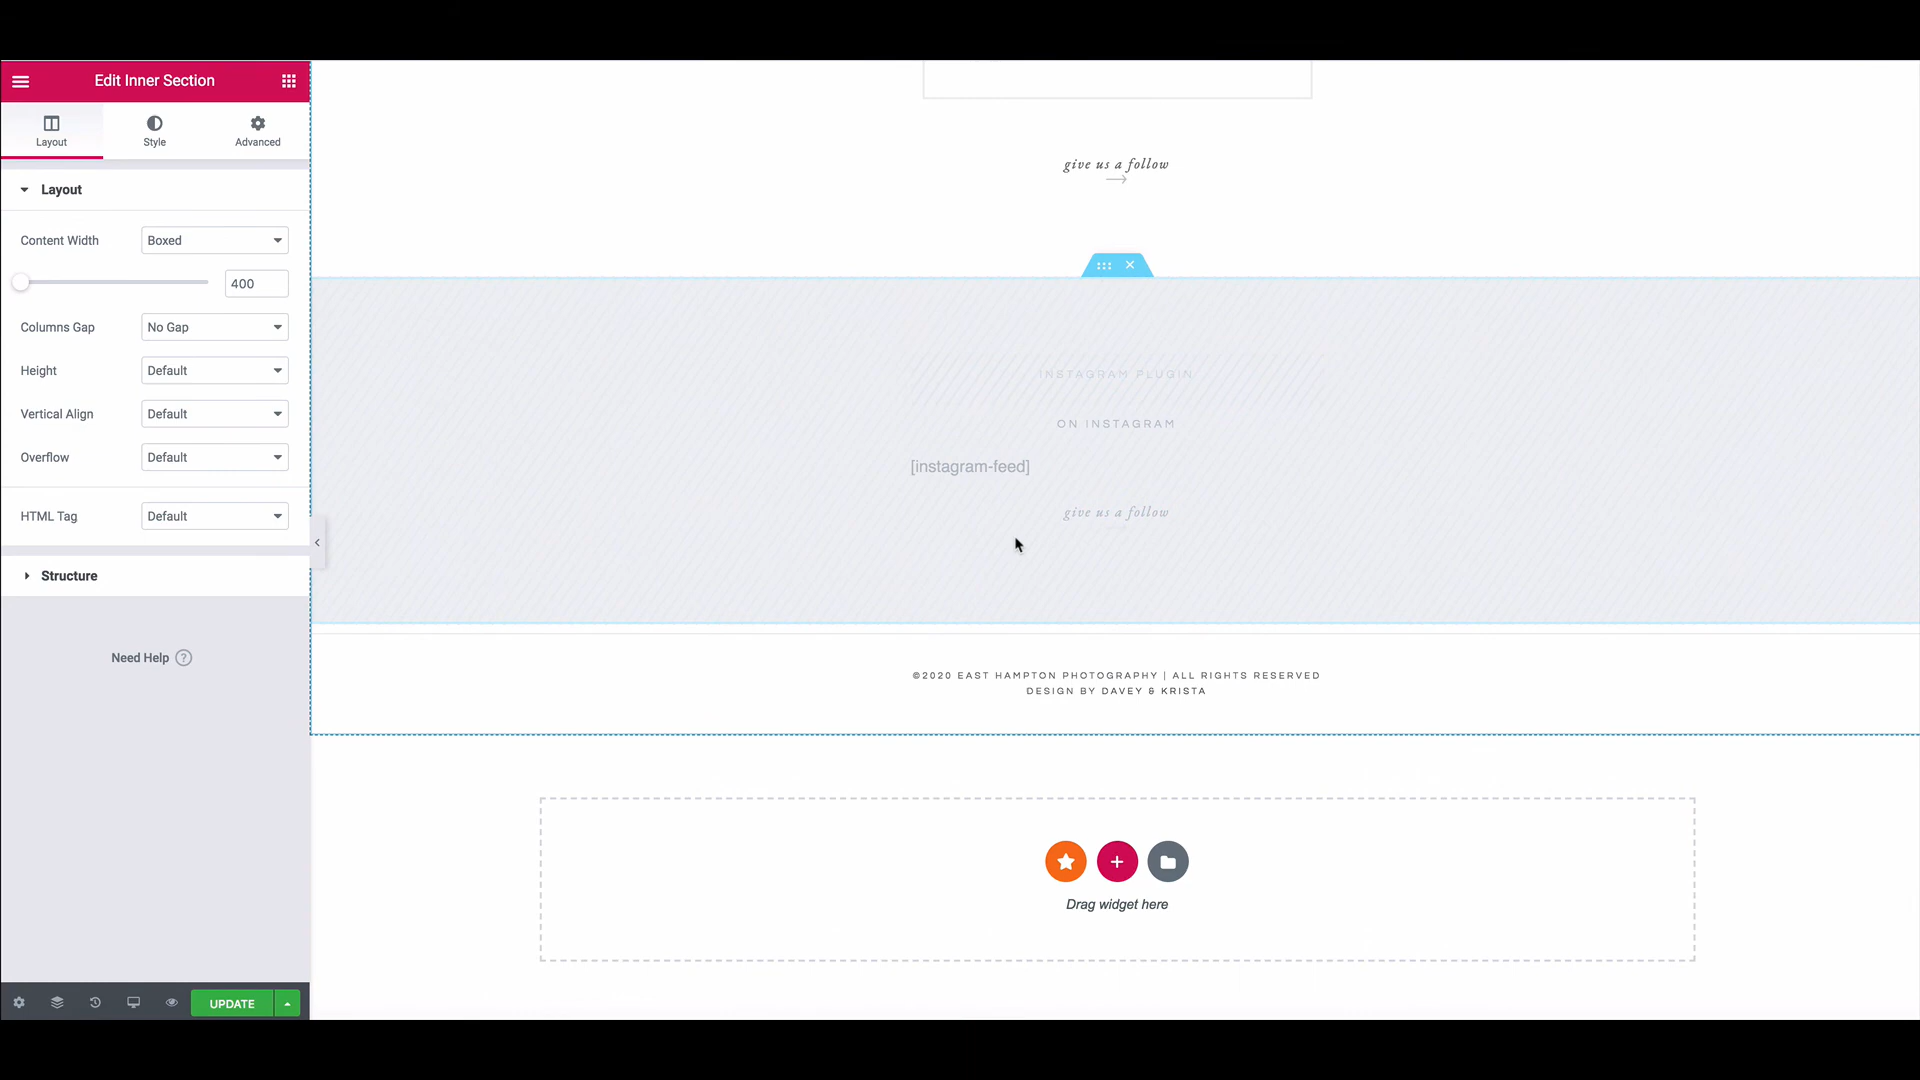 Edit Inner Section
Layout
Style
Advanced
Layout
Content Width
Boxed
400
Columns Gap
No Gap
Height
Default
Vertical Align
Default
Overflow
Default
HTML Tag
Default
Structure
Need Help ?
UPDATE
give us a follow
INSTAGRAM PLUGIN
ON INSTAGRAM
[instagram-feed]
give us a follow
©2020 EAST HAMPTON PHOTOGRAPHY | ALL RIGHTS RESERVED
DESIGN BY DAVEY & KRISTA
Drag widget here